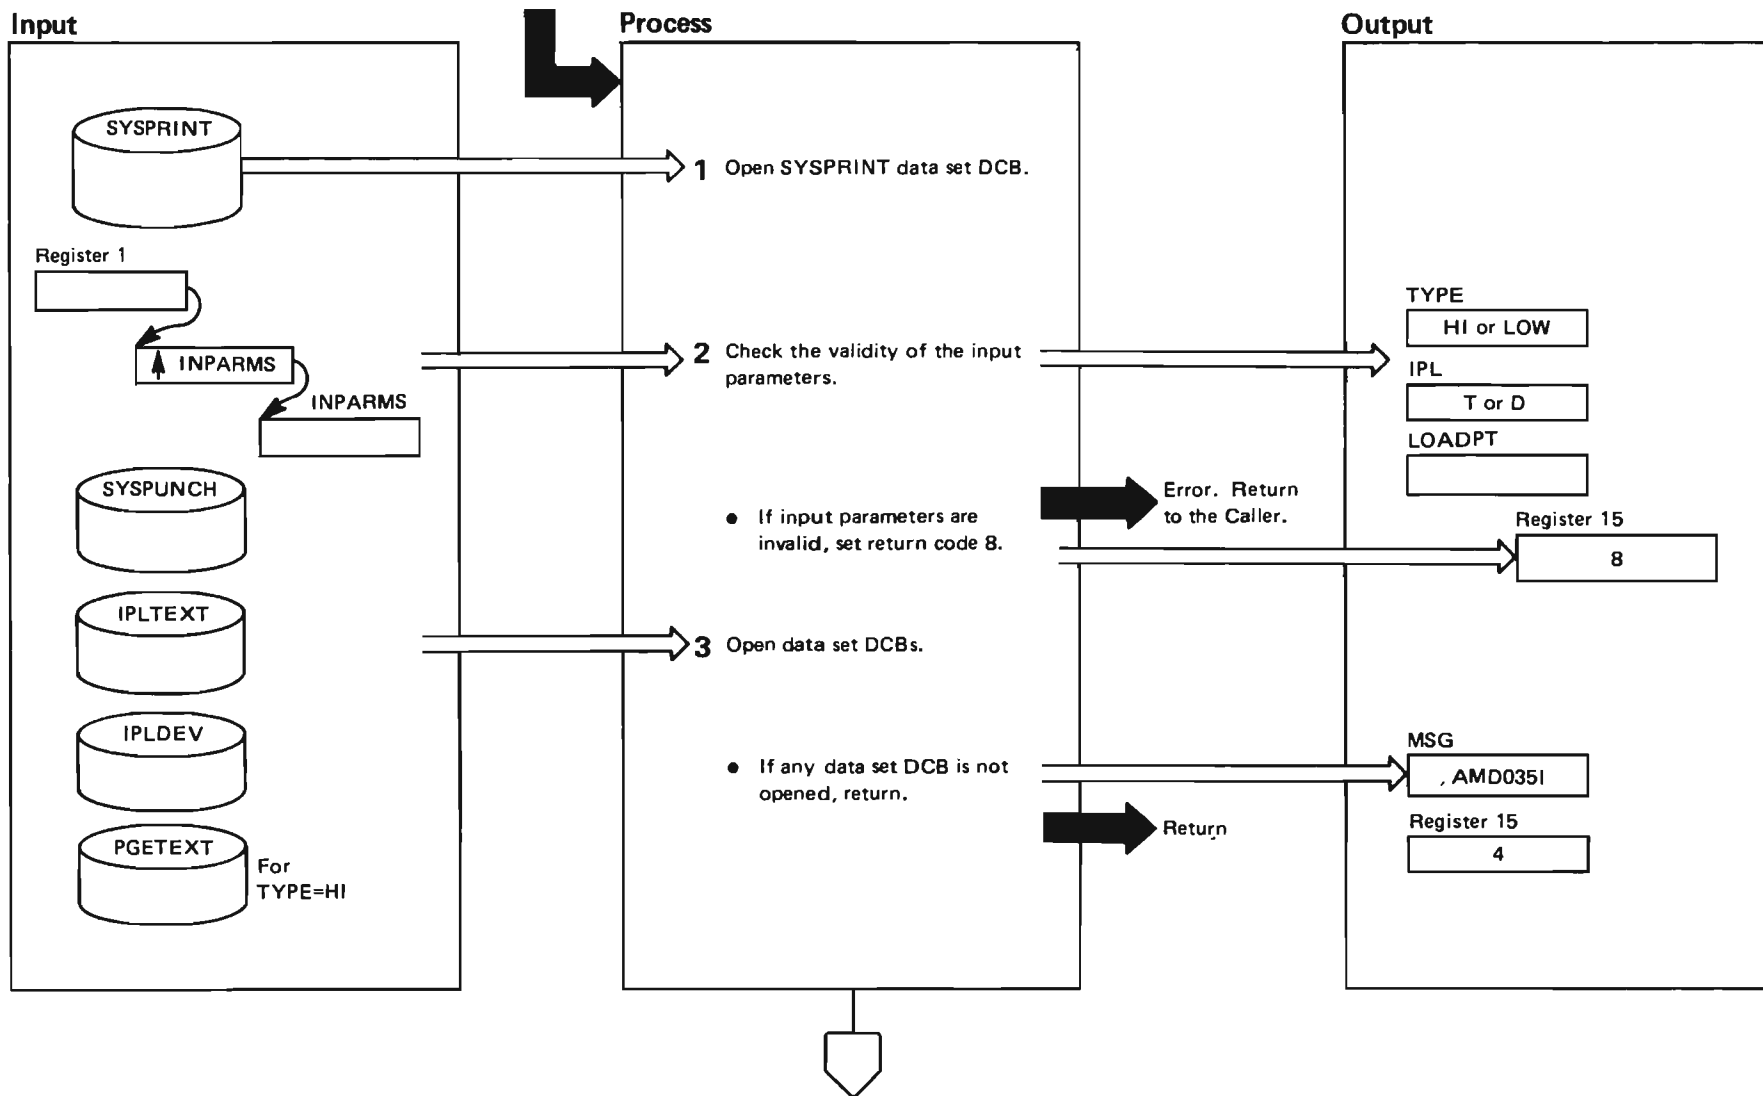 Input
Process
Output
SYSPRINT
1 Open SYSPRINT data set DCB.
Register 1
INPARMS
INPARMS
2 Check the validity of the input
parameters.
TYPE
HI or LOW
IPL
T or D
LOADPT
SYSPUNCH
• If input parameters are
invalid, set return code 8.
Error. Return
to the Caller.
Register 15
8
IPLTEXT
3 Open data set DCBs.
IPLDEV
• If any data set DCB is not
opened, return.
MSG
AMD035I
Return
Register 15
4
PGETEXT
For
TYPE=HI